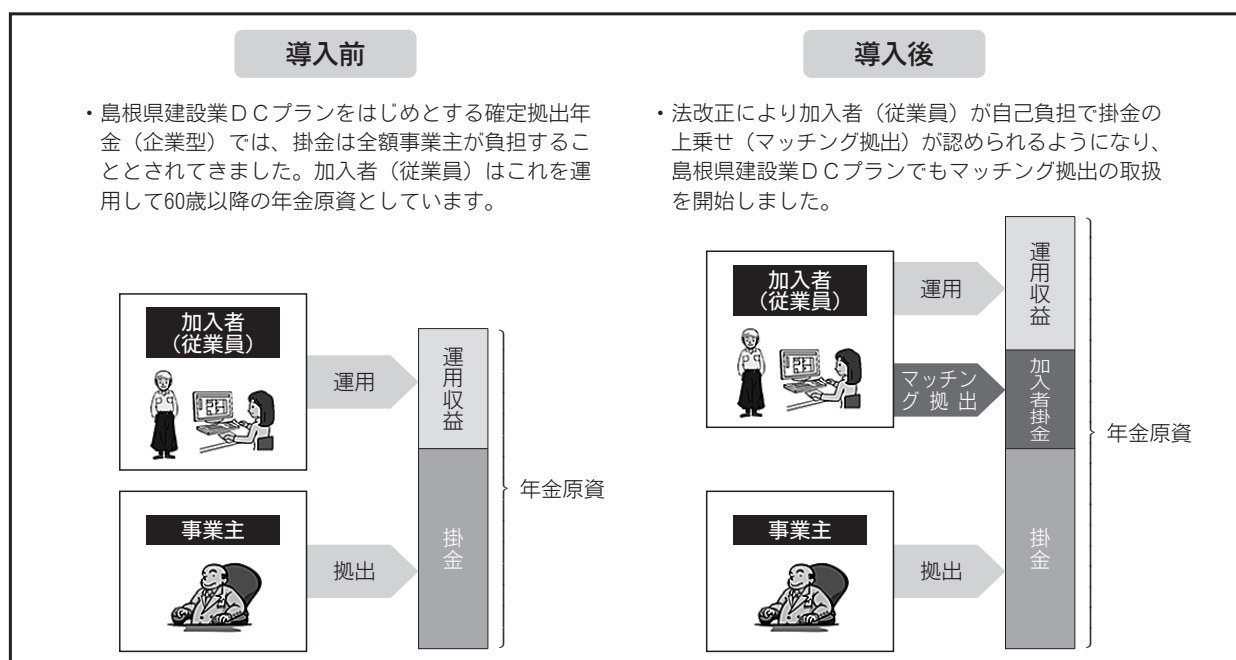 導入前
・島根県建設業ＤＣプランをはじめとする確定拠出年
金（企業型）では、掛金は全額事業主が負担するこ
ととされてきました。加入者（従業員）はこれを運
用して60歳以降の年金原資としています。
加入者
（従業員）
運用
運用収益
事業主
拠出
掛金
年金原資
導入後
・法改正により加入者（従業員）が自己負担で掛金の
上乗せ（マッチング拠出）が認められるようになり、
島根県建設業ＤＣプランでもマッチング拠出の取扱
を開始しました。
加入者
（従業員）
運用
運用収益
マッチン
グ拠出
加入者掛金
事業主
拠出
掛金
年金原資